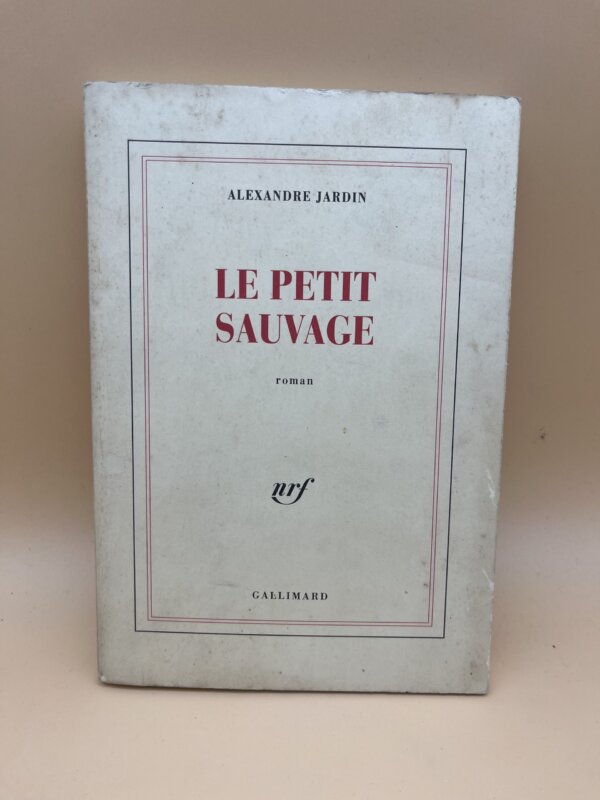 ALEXANDRE JARDIN
LE PETIT
SAUVAGE
roman
nrf
GALLIMARD